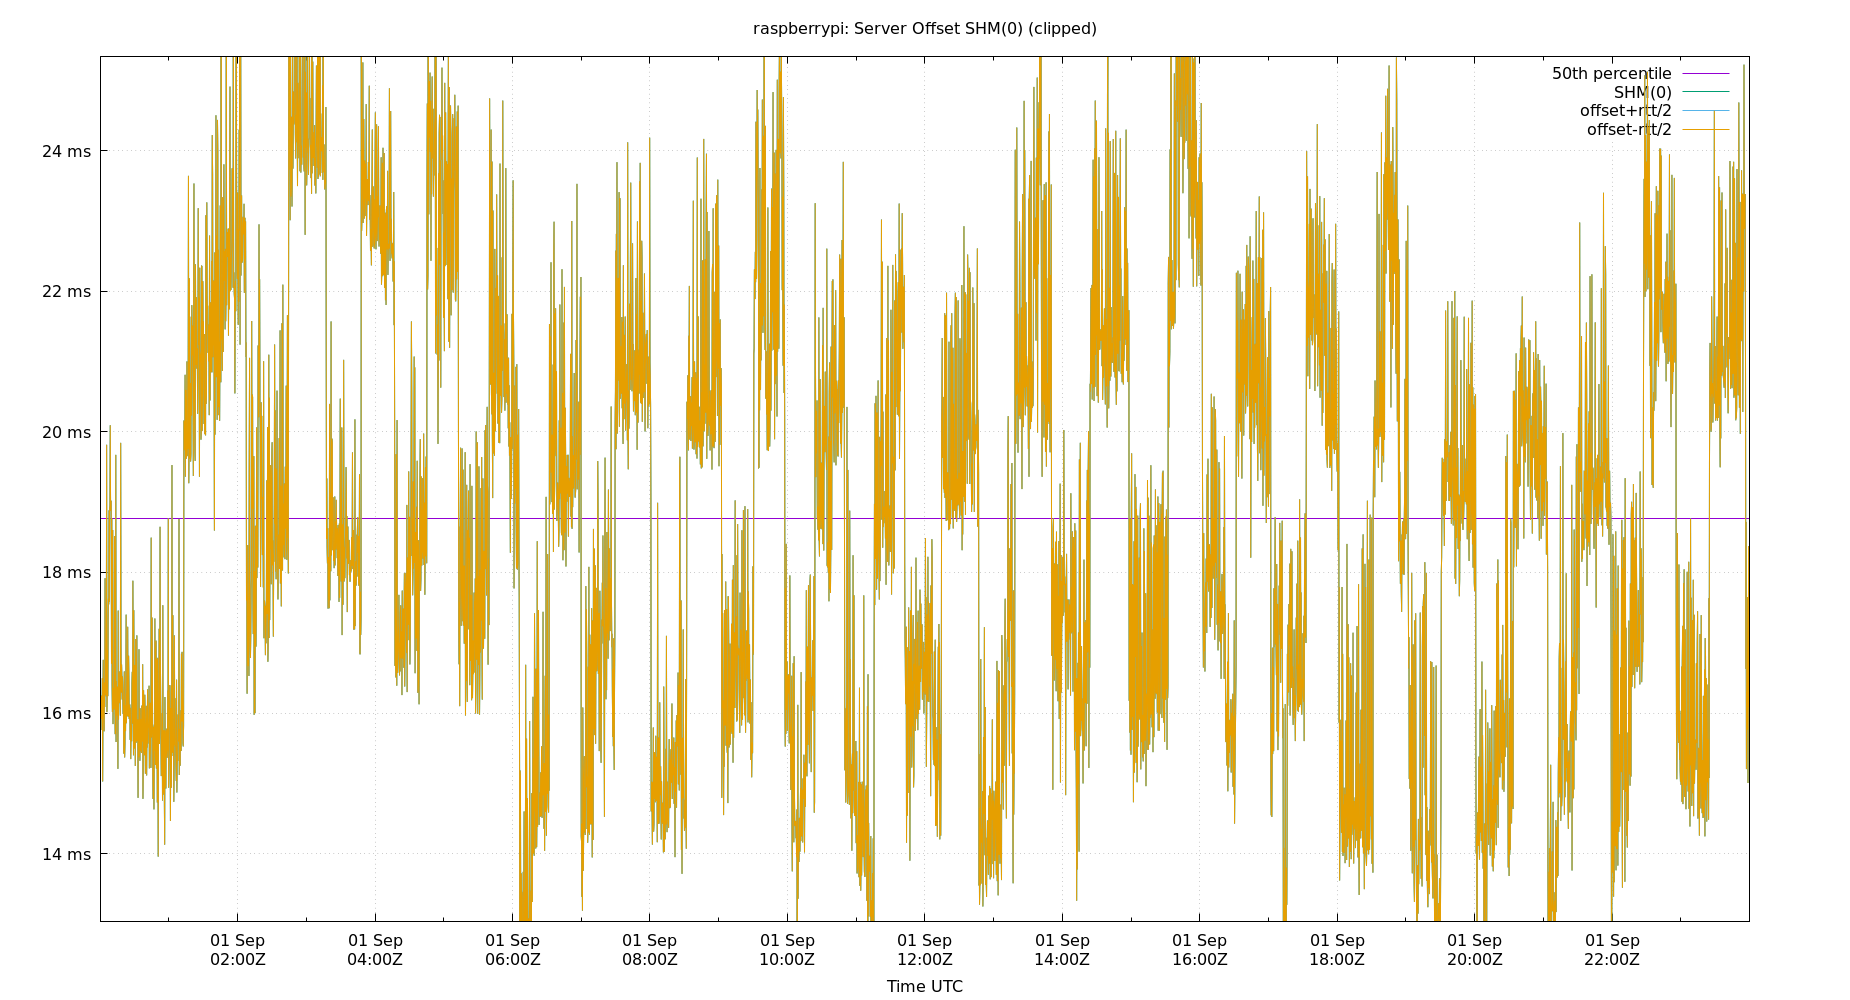 raspberrypi: Server Offset SHM(0) (clipped)
50th percentile
SHM(0)
offset+rtt/2
offset-rtt/2
24 ms
22 ms
20 ms
18 ms
16 ms
14 ms
01 Sep 01 Sep 01 Sep 01 Sep 01 Sep 01 Sep 01 Sep 01 Sep 01 Sep 01 Sep 01 Sep
02:00Z 04:00Z 06:00Z 08:00Z 10:00Z 12:00Z 14:00Z 16:00Z 18:00Z 20:00Z 22:00Z
Time UTC